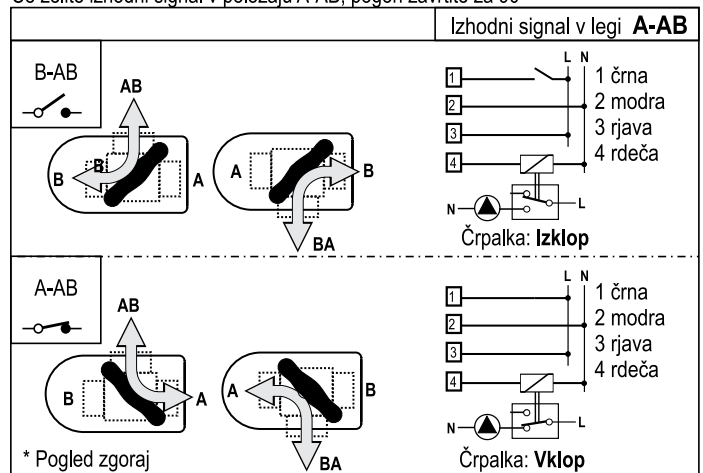 Izhodni signal v legi A-AB
B-AB
AB
B
B
A
A
B
BA
L N
1
1 črna
2
2 modra
3
3 rjava
4
4 rdeča
N
L
Črpalka: Izklop
A-AB
AB
B
A
A
B
BA
* Pogled zgoraj
L N
1
1 črna
2
2 modra
3
3 rjava
4
4 rdeča
N
L
Črpalka: Vklop